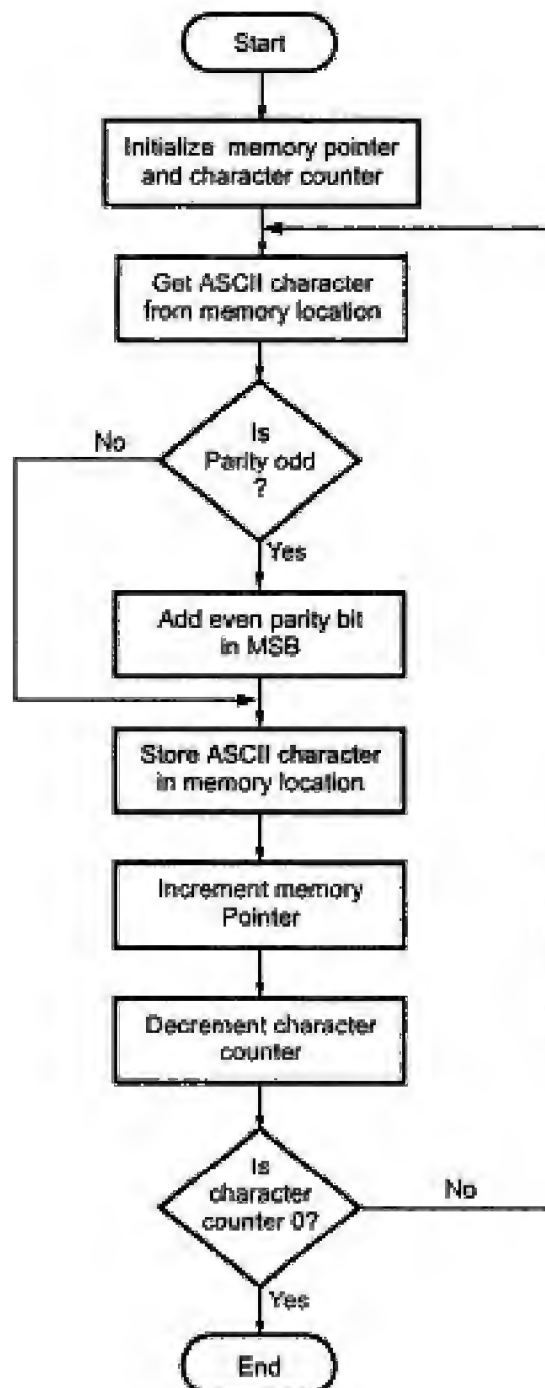 Start
Initialize memory pointer
and character counter
Get ASCII character
from memory location
Is
Parity odd
?
No
Yes
Add even parity bit
in MSB
Store ASCII character
in memory location
Increment memory
Pointer
Decrement character
counter
Is
character
counter 0?
No
Yes
End